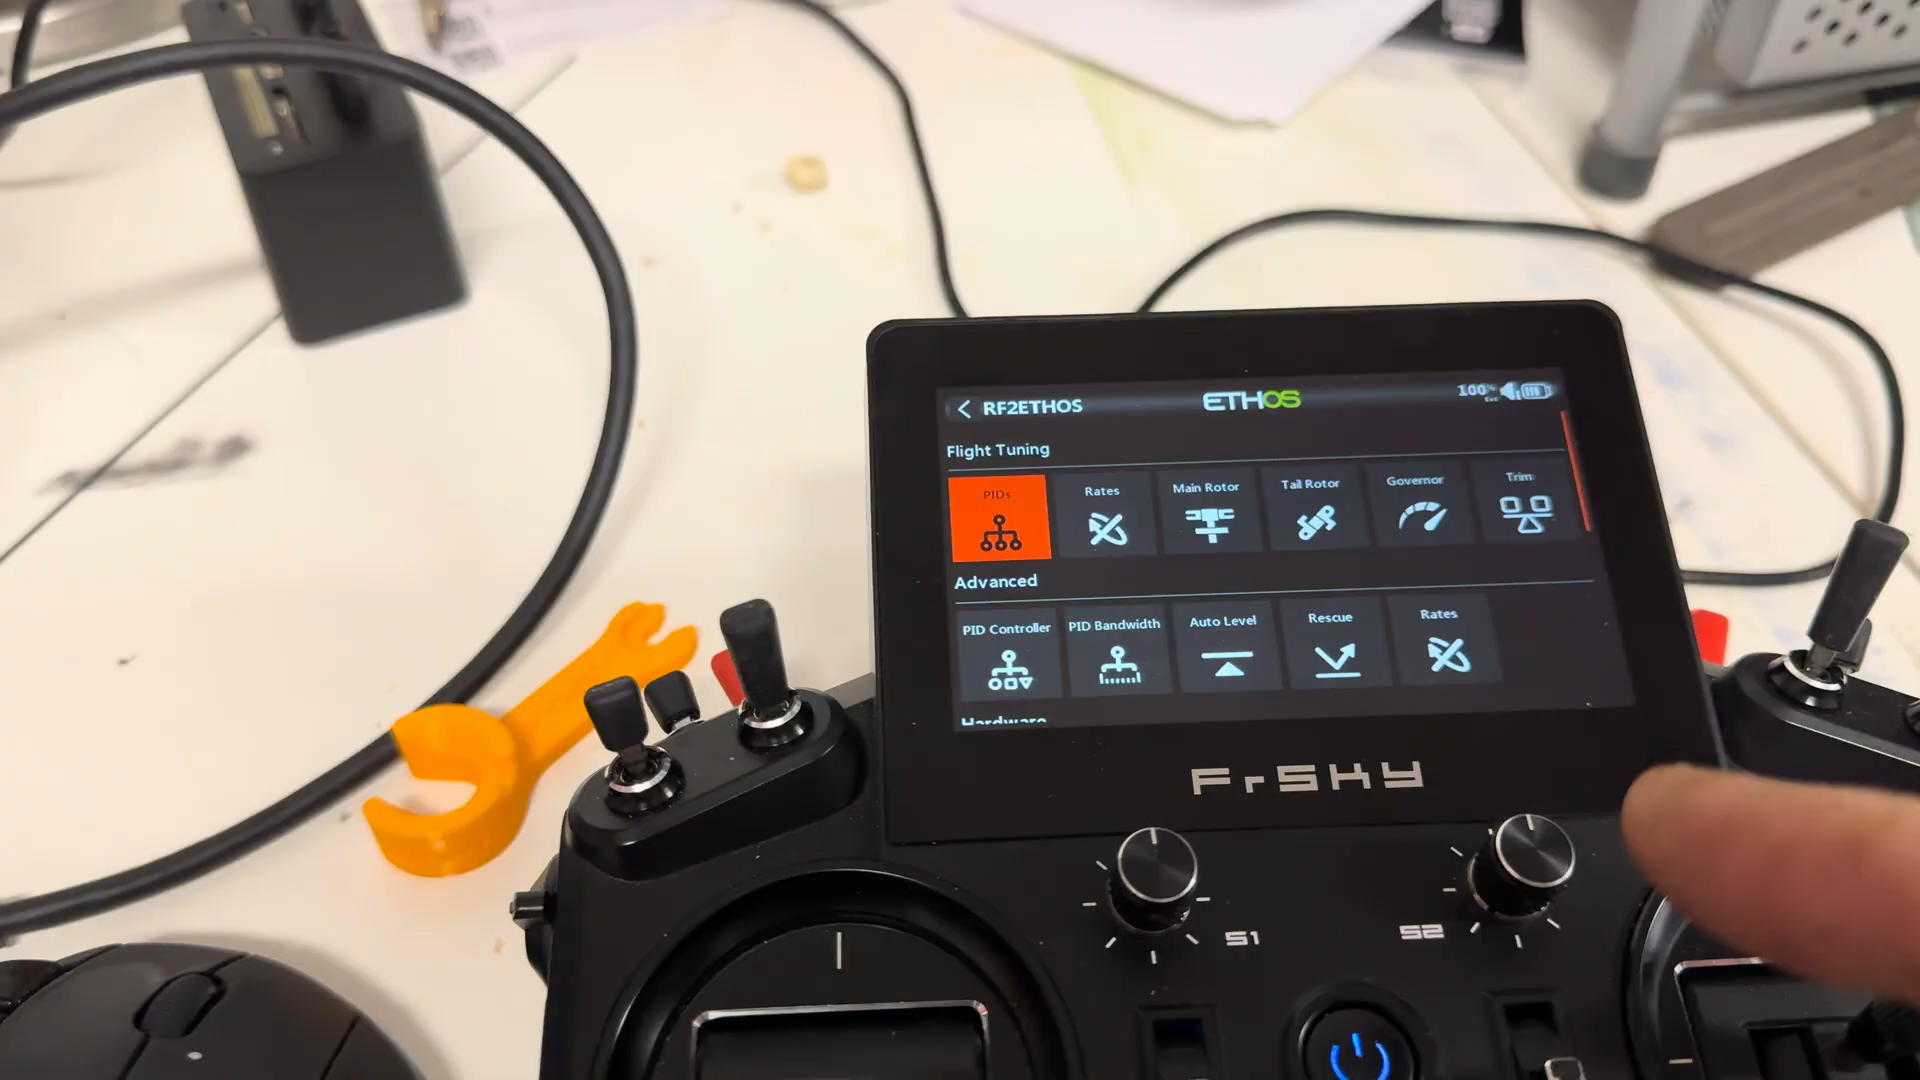 RF2ETHOS
ETHOS
100%
Flight Tuning
PIDs
Rates
Main Rotor
Tail Rotor
Governor
Trim
Advanced
PID Controller
PID Bandwidth
Auto Level
Rescue
Rates
Hardware
FrSKY
S1
S2